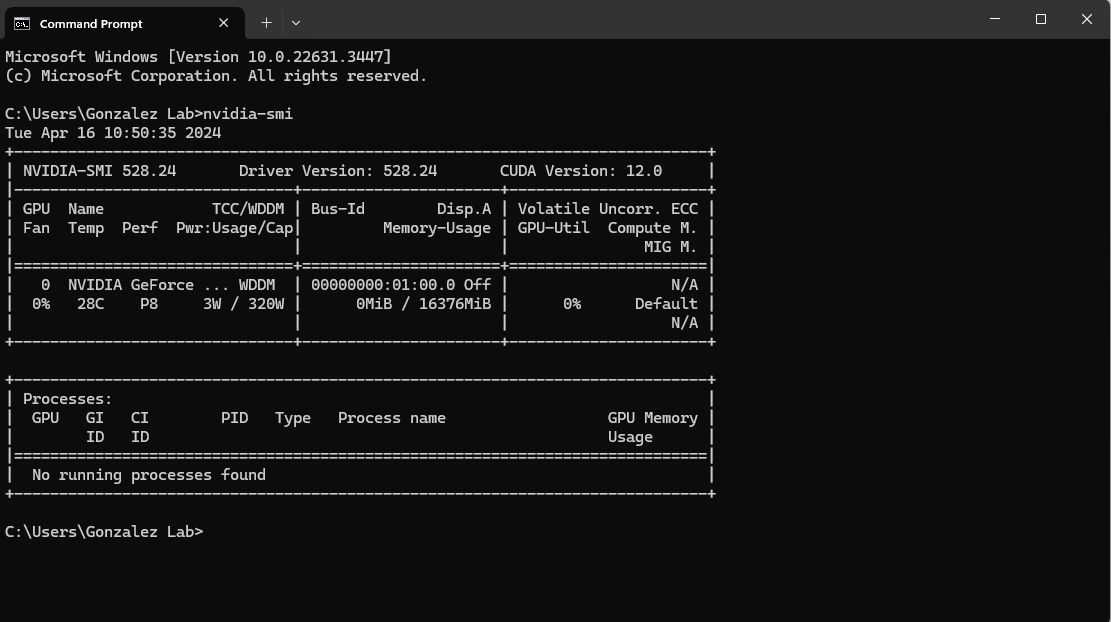 Command Prompt
Microsoft Windows [Version 10.0.22631.3447]
(c) Microsoft Corporation. All rights reserved.
C:\Users\Gonzalez Lab>nvidia-smi
Tue Apr 16 10:50:35 2024
+-----------------------------------------------------------------------------+
| NVIDIA-SMI 528.24       Driver Version: 528.24       CUDA Version: 12.0     |
|-------------------------------+----------------------+----------------------+
| GPU  Name            TCC/WDDM | Bus-Id        Disp.A | Volatile Uncorr. ECC |
| Fan  Temp  Perf  Pwr:Usage/Cap|         Memory-Usage | GPU-Util  Compute M. |
|                               |                      |               MIG M. |
|===============================+======================+======================|
|   0  NVIDIA GeForce ... WDDM  | 00000000:01:00.0 Off |                  N/A |
|  0%   28C    P8     3W / 320W |      0MiB / 16376MiB |      0%      Default |
|                               |                      |                  N/A |
+-------------------------------+----------------------+----------------------+
+-----------------------------------------------------------------------------+
| Processes:                                                                  |
|  GPU   GI   CI        PID   Type   Process name                  GPU Memory |
|        ID   ID                                                   Usage      |
|=============================================================================|
|  No running processes found                                                 |
+-----------------------------------------------------------------------------+
C:\Users\Gonzalez Lab>